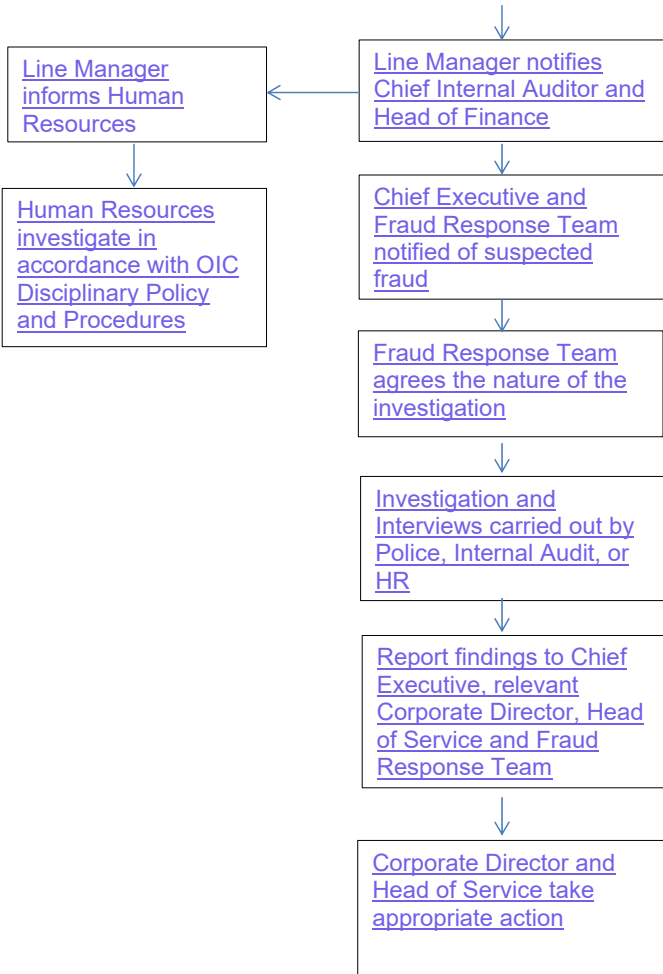 Line Manager
informs Human
Resources
Line Manager notifies
Chief Internal Auditor and
Head of Finance
Human Resources
investigate in
accordance with OIC
Disciplinary Policy
and Procedures
Chief Executive and
Fraud Response Team
notified of suspected
fraud
Fraud Response Team
agrees the nature of the
investigation
Investigation and
Interviews carried out by
Police, Internal Audit, or
HR
Report findings to Chief
Executive, relevant
Corporate Director, Head
of Service and Fraud
Response Team
Corporate Director and
Head of Service take
appropriate action